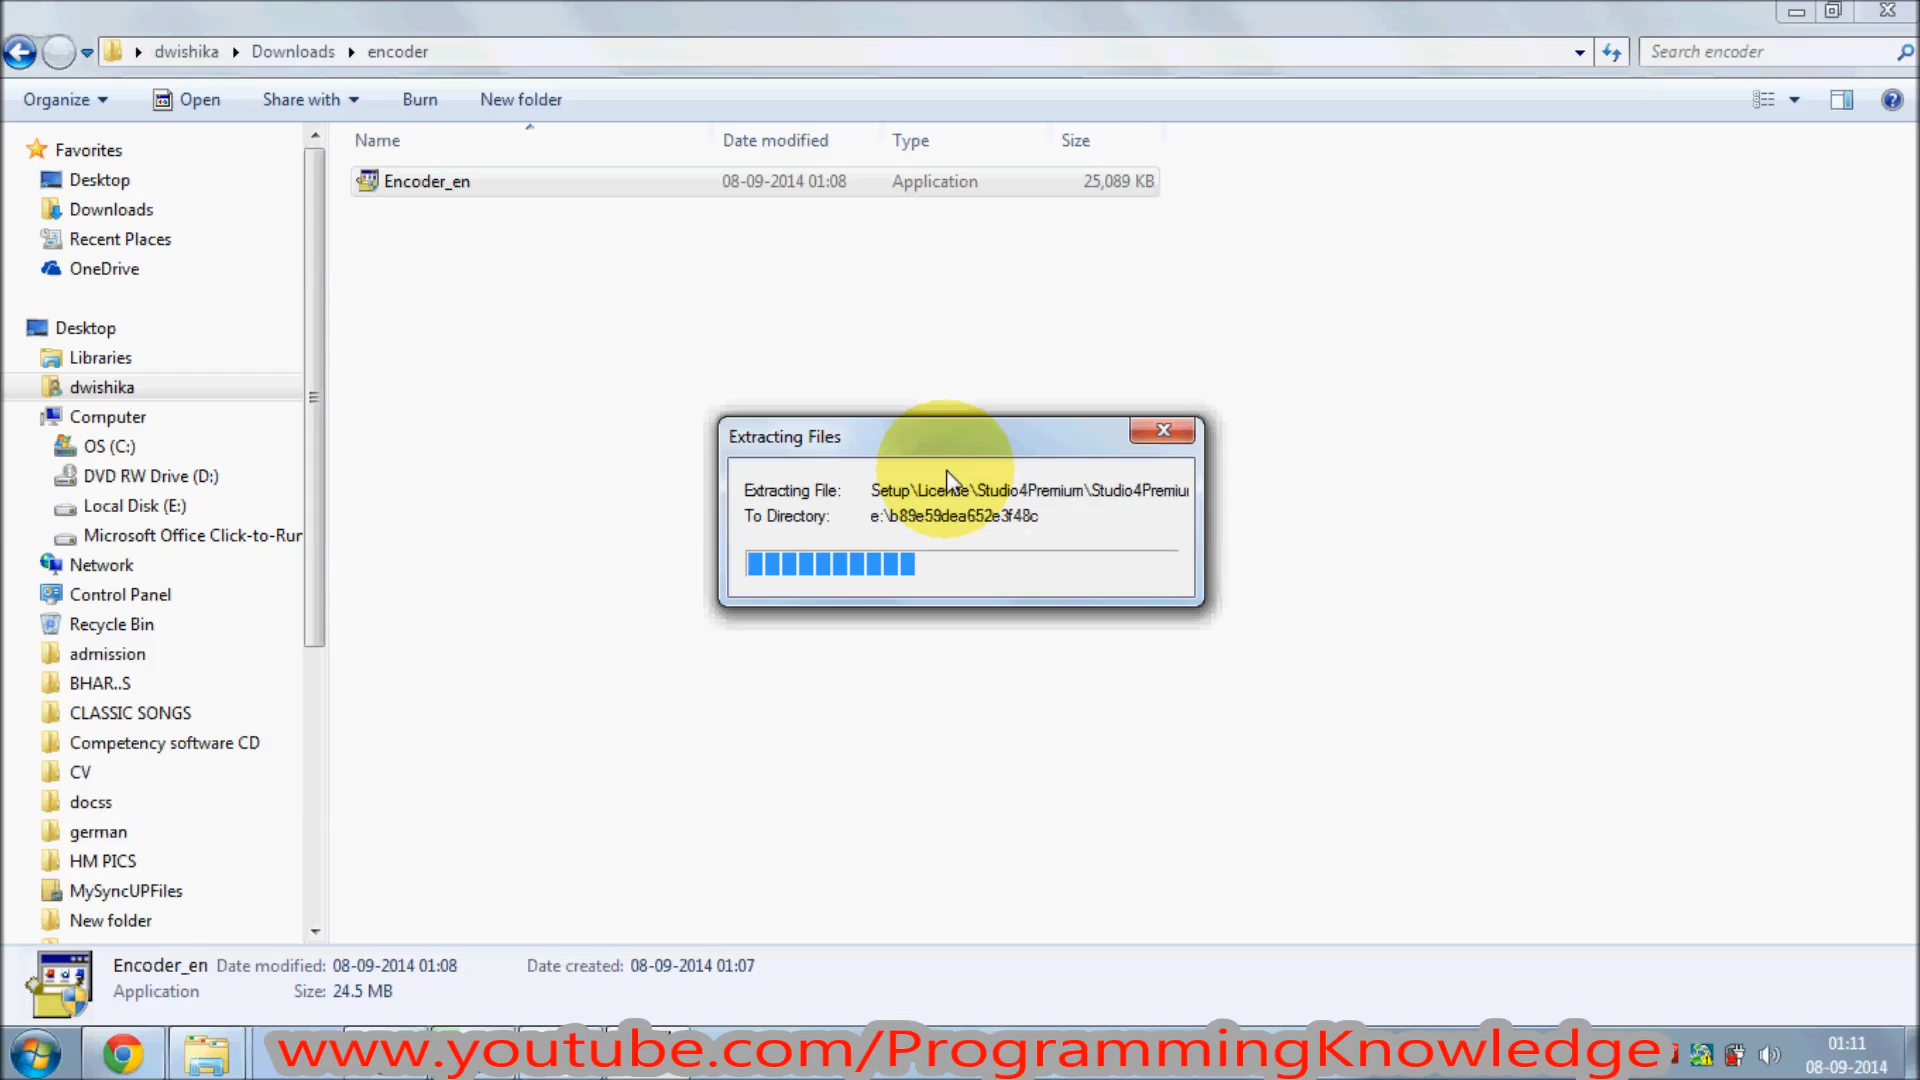 dwishika Downloads encoder
Search encoder
Organize Open Share with Burn New folder
Name Date modified Type Size
Encoder_en 08-09-2014 01:08 Application 25,089 KB
Favorites
Desktop
Downloads
Recent Places
OneDrive
Desktop
Libraries
dwishika
Computer
OS (C:)
DVD RW Drive (D:)
Local Disk (E:)
Microsoft Office Click-to-Run
Network
Control Panel
Recycle Bin
admission
BHAR..S
CLASSIC SONGS
Competency software CD
CV
docss
german
HM PICS
MySyncUPFiles
New folder
Extracting Files
Extracting File: Setup\License\Studio4Premium\Studio4Premiu
To Directory: e:\b89e59dea652e3f48c
Encoder_en Date modified: 08-09-2014 01:08 Date created: 08-09-2014 01:07
Application Size: 24.5 MB
www.youtube.com/ProgrammingKnowledge
01:11
08-09-2014